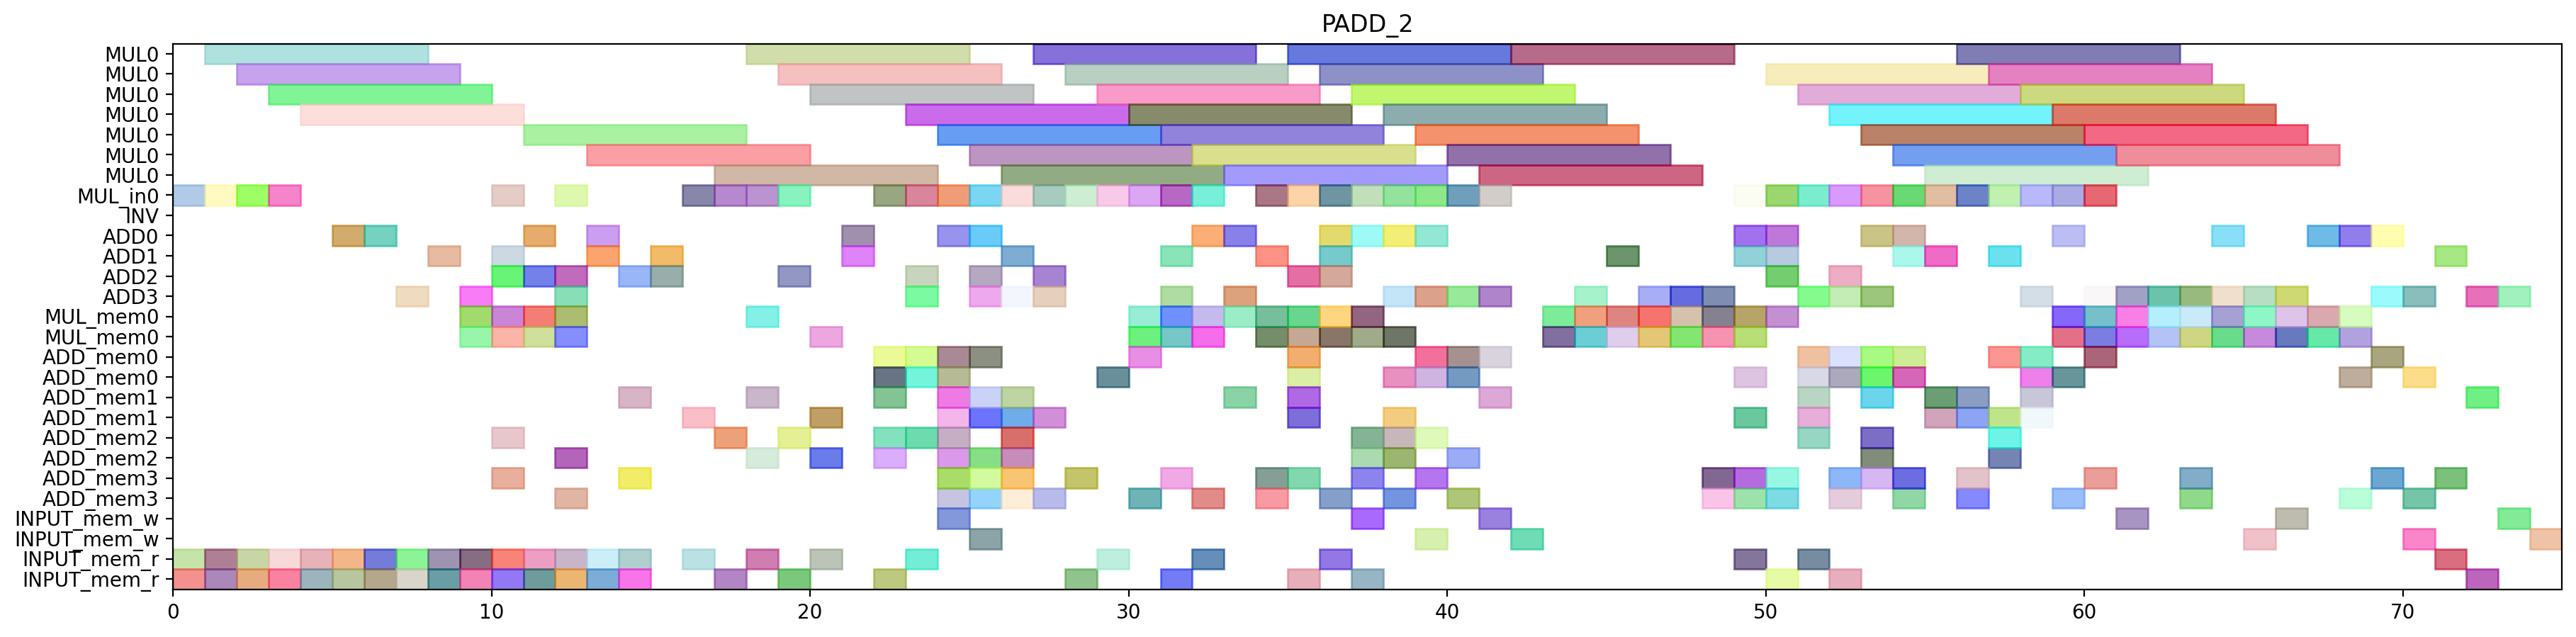 PADD_2
MUL0
MUL0
MUL0
MUL0
MUL0
MUL0
MUL0
MUL_in0
INV
ADD0
ADD1
ADD2
ADD3
MUL_mem0
MUL_mem0
ADD_mem0
ADD_mem0
ADD_mem1
ADD_mem1
ADD_mem2
ADD_mem2
ADD_mem3
ADD_mem3
INPUT_mem_w
INPUT_mem_w
INPUT_mem_r
INPUT_mem_r
0 10 20 30 40 50 60 70